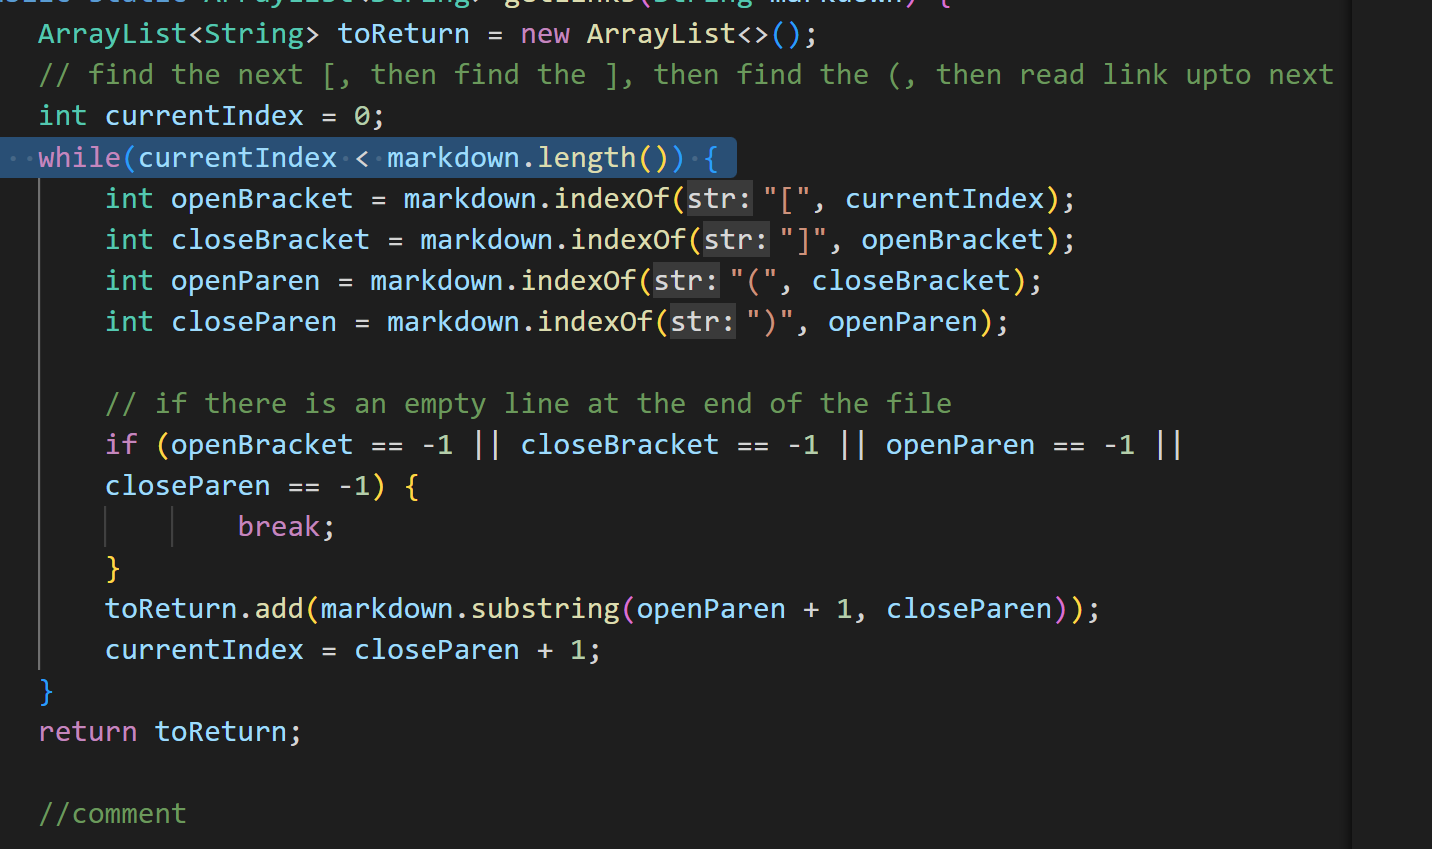 ArrayList<String> toReturn = new ArrayList<>();
// find the next [, then find the ], then find the (, then read link upto next
int currentIndex = 0;
while(currentIndex < markdown.length()) {
int openBracket = markdown.indexOf(str: "[", currentIndex);
int closeBracket = markdown.indexOf(str: "]", openBracket);
int openParen = markdown.indexOf(str: "(", closeBracket);
int closeParen = markdown.indexOf(str: ")", openParen);
// if there is an empty line at the end of the file
if (openBracket == -1 || closeBracket == -1 || openParen == -1 ||
closeParen == -1) {
break;
}
toReturn.add(markdown.substring(openParen + 1, closeParen));
currentIndex = closeParen + 1;
}
return toReturn;
//comment